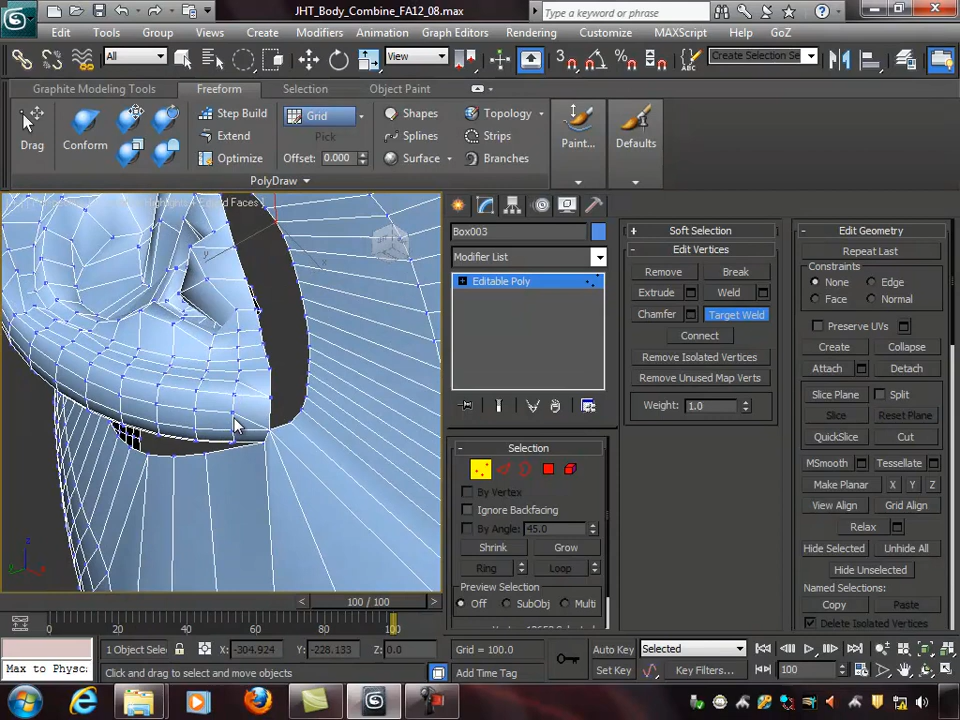 JHT_Body_Combine_FA12_08.max
Type a keyword or phrase
Edit Tools Group Views Create Modifiers Animation Graph Editors Rendering Customize MAXScript Help GoZ
All View Create Selection Se
Graphite Modeling Tools Freeform Selection Object Paint
Drag Conform Step Build Extend Optimize Grid Pick Offset: 0.000 Shapes Splines Surface Topology Strips Branches Paint... Defaults
PolyDraw
Box003
Modifier List
Editable Poly
Soft Selection
Edit Vertices
Remove Break
Extrude Weld
Chamfer Target Weld
Connect
Remove Isolated Vertices
Remove Unused Map Verts
Weight: 1.0
Edit Geometry
Repeat Last
Constraints
None Edge
Face Normal
Preserve UVs
Create Collapse
Attach Detach
Slice Plane Split
Slice Reset Plane
QuickSlice Cut
MSmooth Tessellate
Make Planar X Y Z
View Align Grid Align
Relax
Hide Selected Unhide All
Hide Unselected
Named Selections:
Copy Paste
Delete Isolated Vertices
Selection
By Vertex
Ignore Backfacing
By Angle: 45.0
Shrink Grow
Ring Loop
Preview Selection
Off SubObj Multi
100 / 100
0 20 40 60 80 100
1 Object Sele X: -304.924 Y: -228.133 Z: 0.0 Grid = 100.0 Auto Key Selected
Max to Physc Click and drag to select objects Add Time Tag Set Key Key Filters... 100